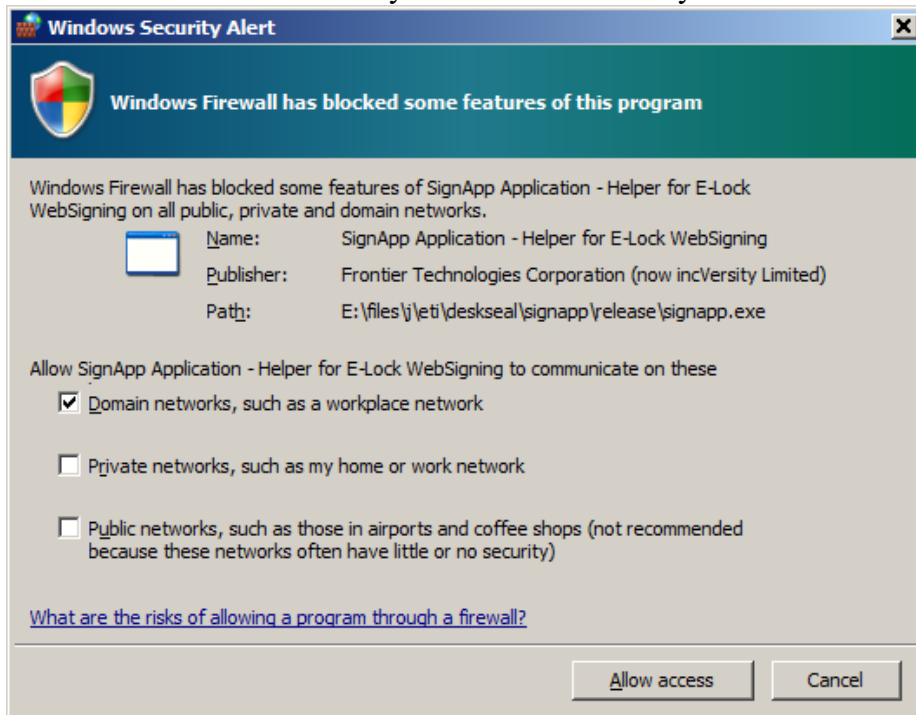 Windows Security Alert
Windows Firewall has blocked some features of this program
Windows Firewall has blocked some features of SignApp Application - Helper for E-Lock
WebSigning on all public, private and domain networks.
Name: SignApp Application - Helper for E-Lock WebSigning
Publisher: Frontier Technologies Corporation (now incVersity Limited)
Path: E:\files\j\eti\deskseal\signapp\release\signapp.exe
Allow SignApp Application - Helper for E-Lock WebSigning to communicate on these
Domain networks, such as a workplace network
Private networks, such as my home or work network
Public networks, such as those in airports and coffee shops (not recommended
because these networks often have little or no security)
What are the risks of allowing a program through a firewall?
Allow access Cancel